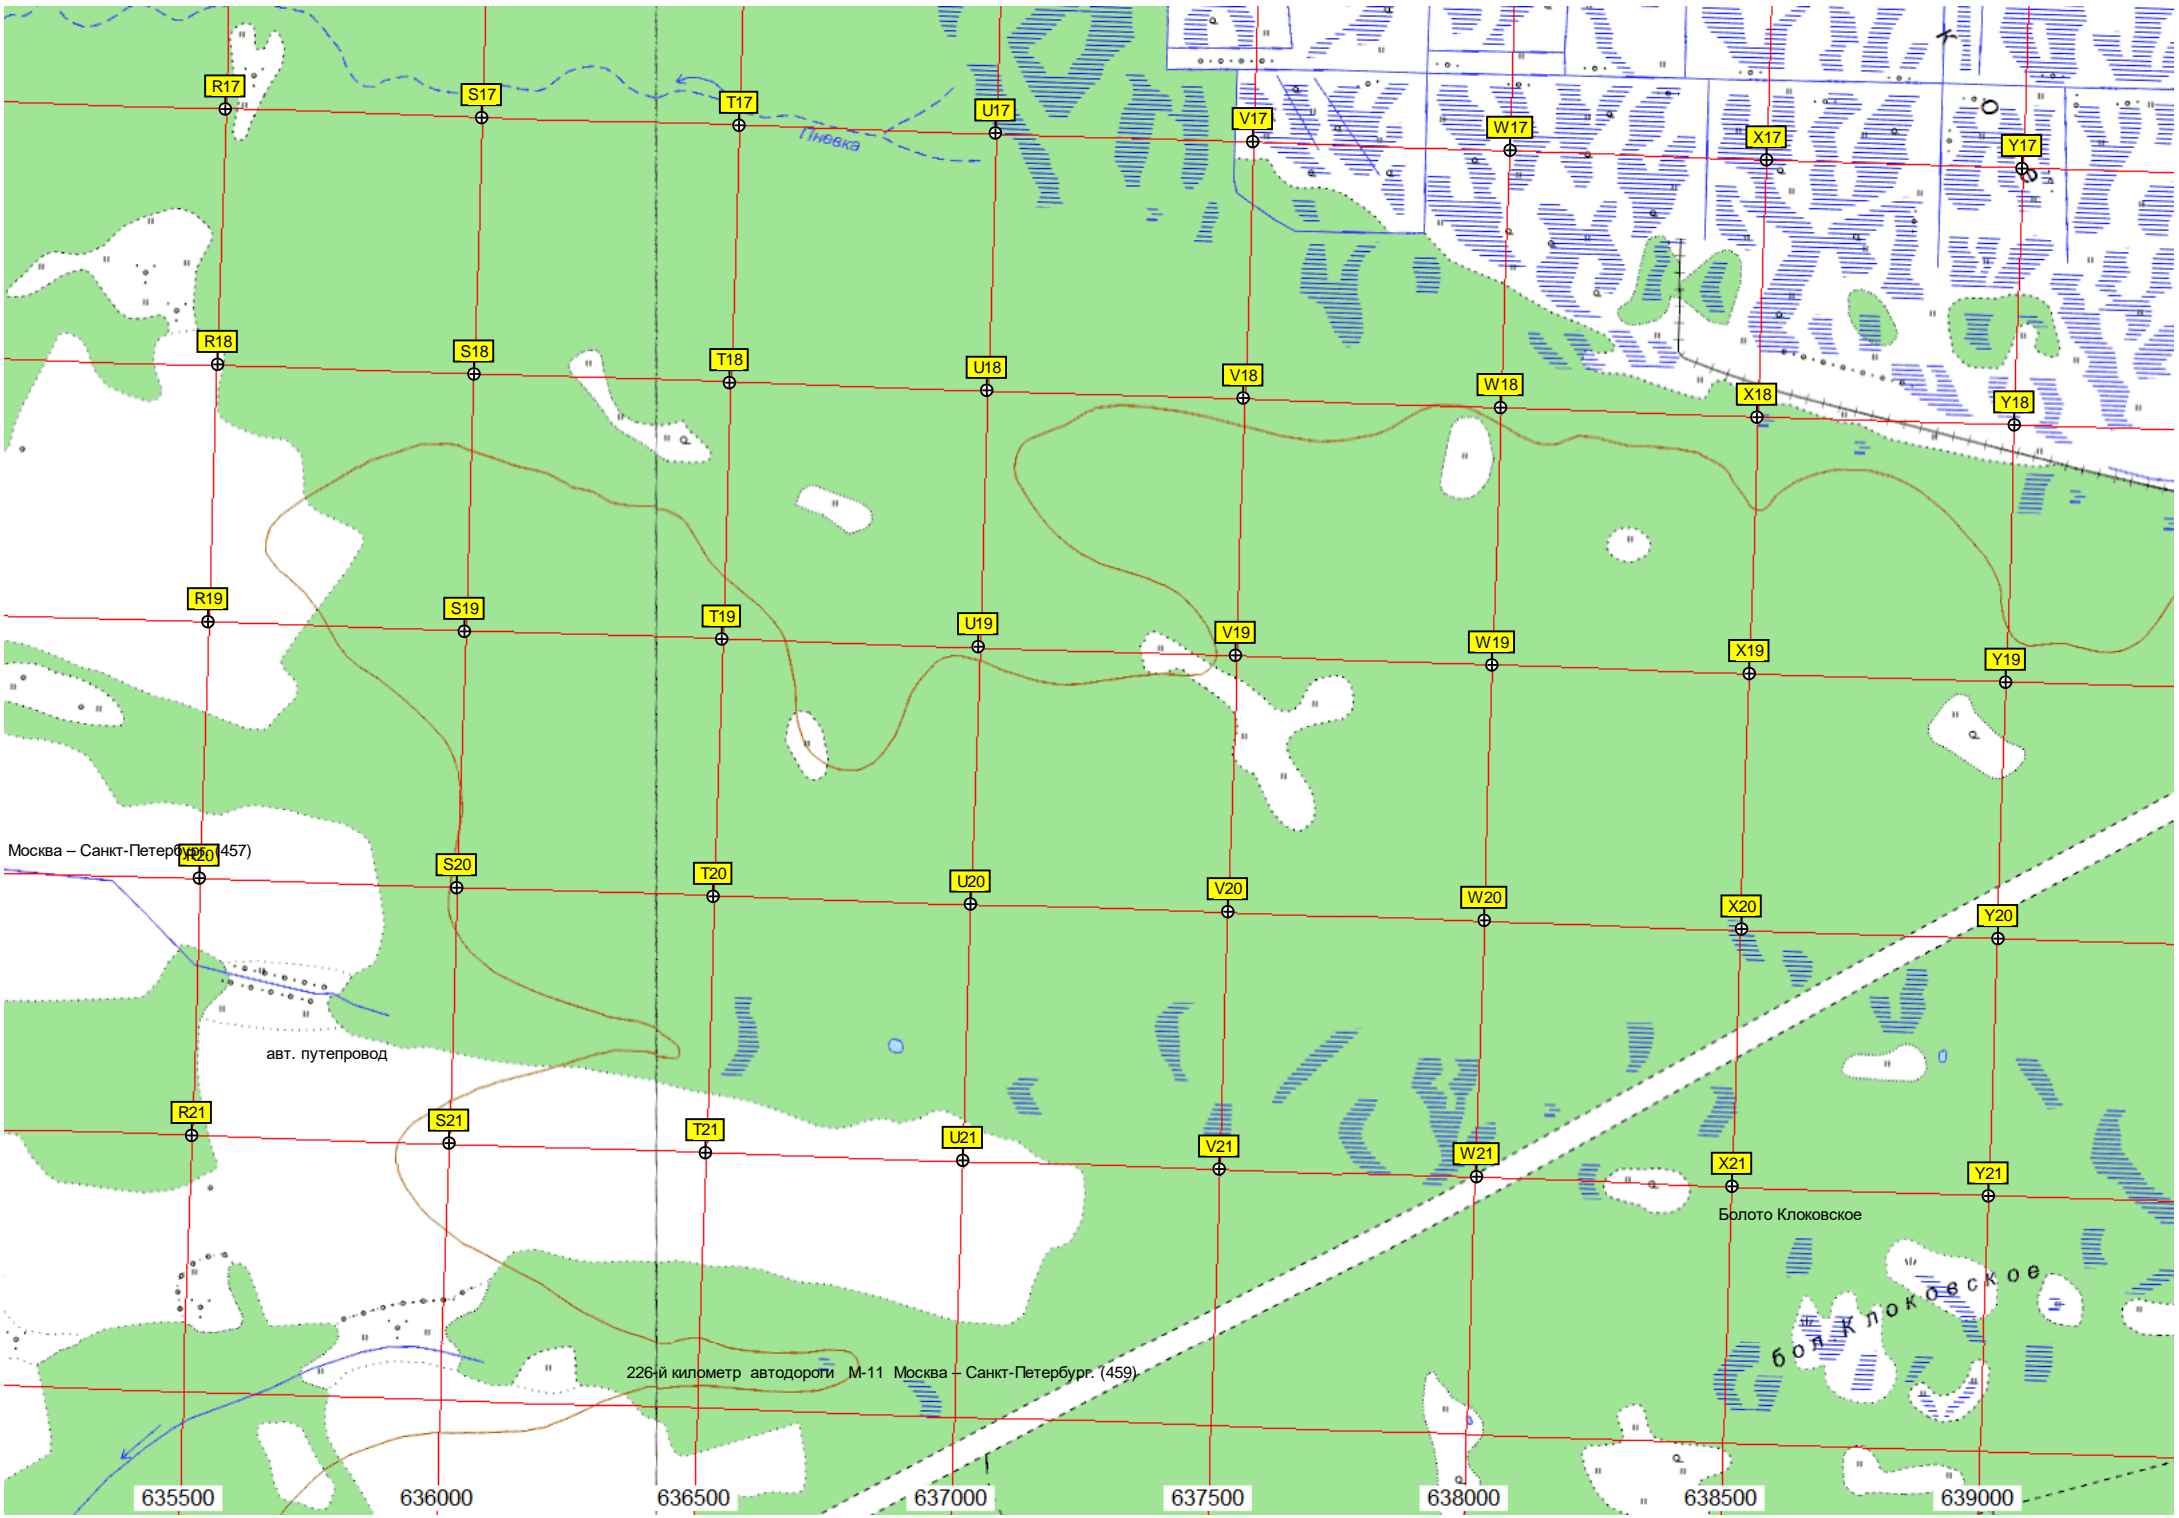 К
R17 S17 T17 U17 V17 W17 X17 Y17
О
Пневка
В
R18 S18 T18 U18 V18 W18 X18 Y18
R19 S19 T19 U19 V19 W19 X19 Y19
Москва – Санкт-Петербург. (457)
R20 S20 T20 U20 V20 W20 X20 Y20
авт. путепровод
R21 S21 T21 U21 V21 W21 X21 Y21
Болото Клоковское
бол. Клоковское
226-й километр автодороги М-11 Москва – Санкт-Петербург. (459)
635500 636000 636500 637000 637500 638000 638500 639000